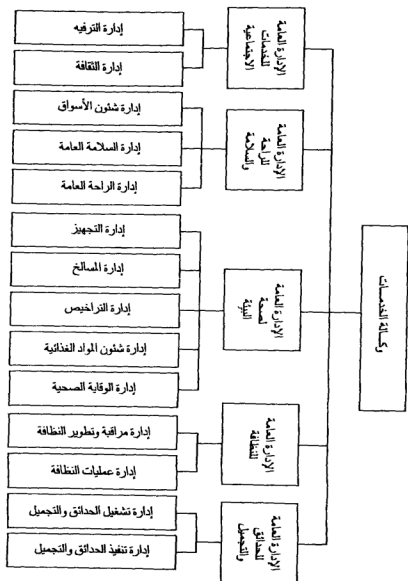 وكـالة الخدمـــات
الإدارة العامة
للخدمات
الاجتماعية
إدارة الترفيه
إدارة الثقافة
الإدارة العامة
للراحة
والسلامة
إدارة شئون الأسواق
إدارة السلامة العامة
إدارة الراحة العامة
الإدارة العامة
لصحة
البيئة
إدارة التجهيز
إدارة المسالخ
إدارة التراخيص
إدارة شئون المواد الغذائية
إدارة الوقاية الصحية
الإدارة العامة
للنظافة
إدارة مراقبة وتطوير النظافة
إدارة عمليات النظافة
الإدارة العامة
للحدائق
والتجميل
إدارة تشغيل الحدائق والتجميل
إدارة تنفيذ الحدائق والتجميل